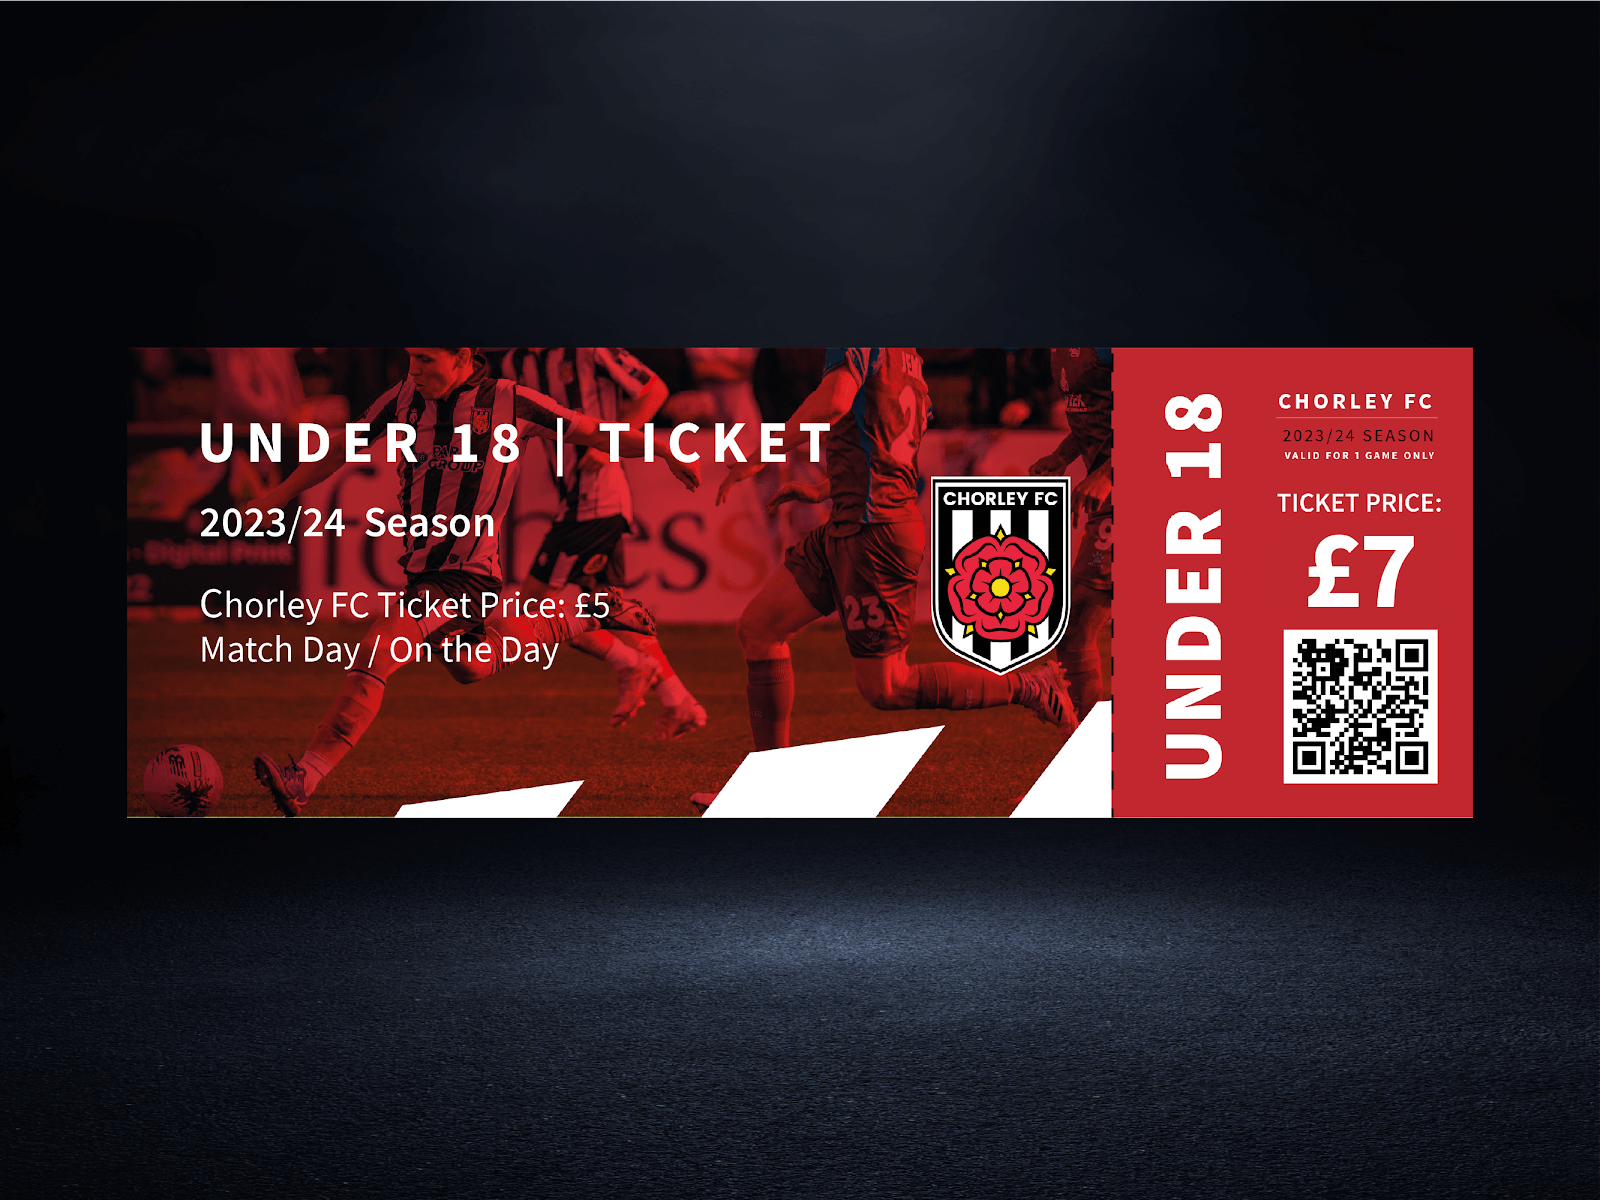 UNDER 18 | TICKET
2023/24 Season
Chorley FC Ticket Price: £5
Match Day / On the Day
CHORLEY FC
UNDER 18
CHORLEY FC
2023/24 SEASON
VALID FOR 1 GAME ONLY
TICKET PRICE:
£7
23